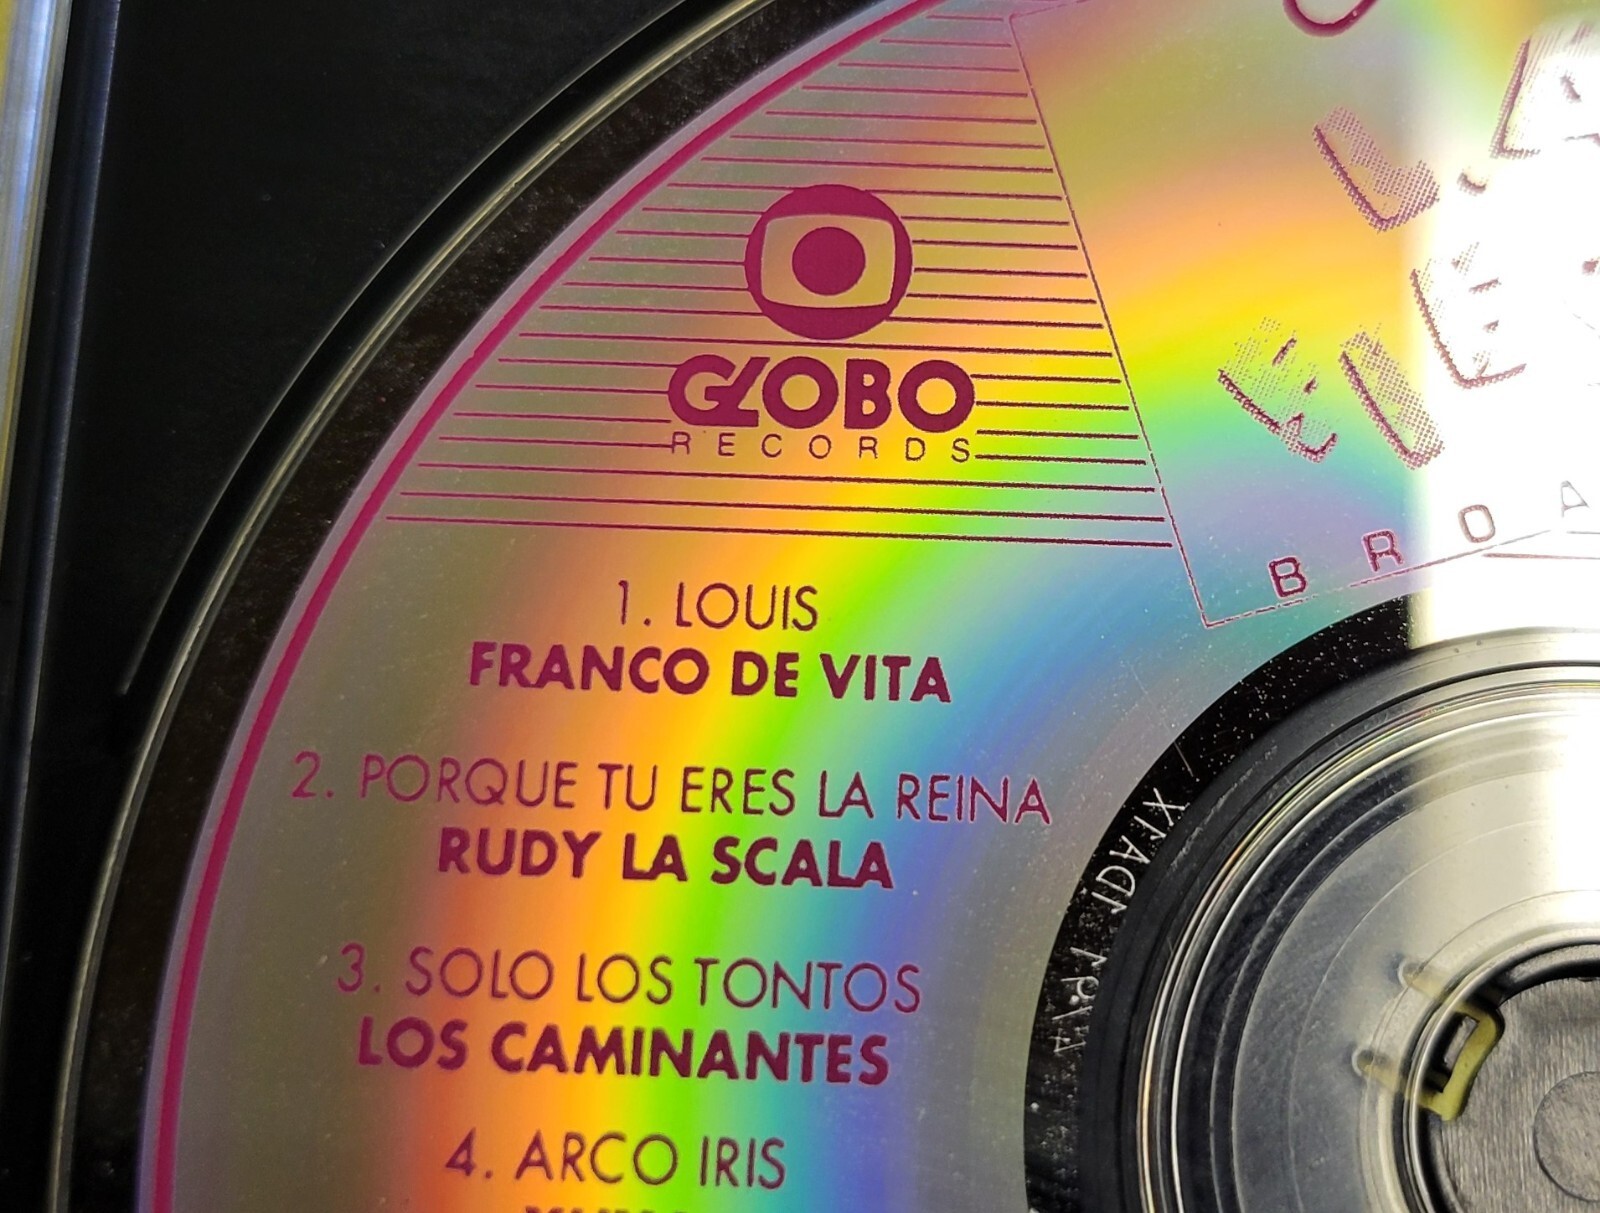 GLOBO
RECORDS
1. LOUIS
FRANCO DE VITA
2. PORQUE TU ERES LA REINA
RUDY LA SCALA
3. SOLO LOS TONTOS
LOS CAMINANTES
4. ARCO IRIS